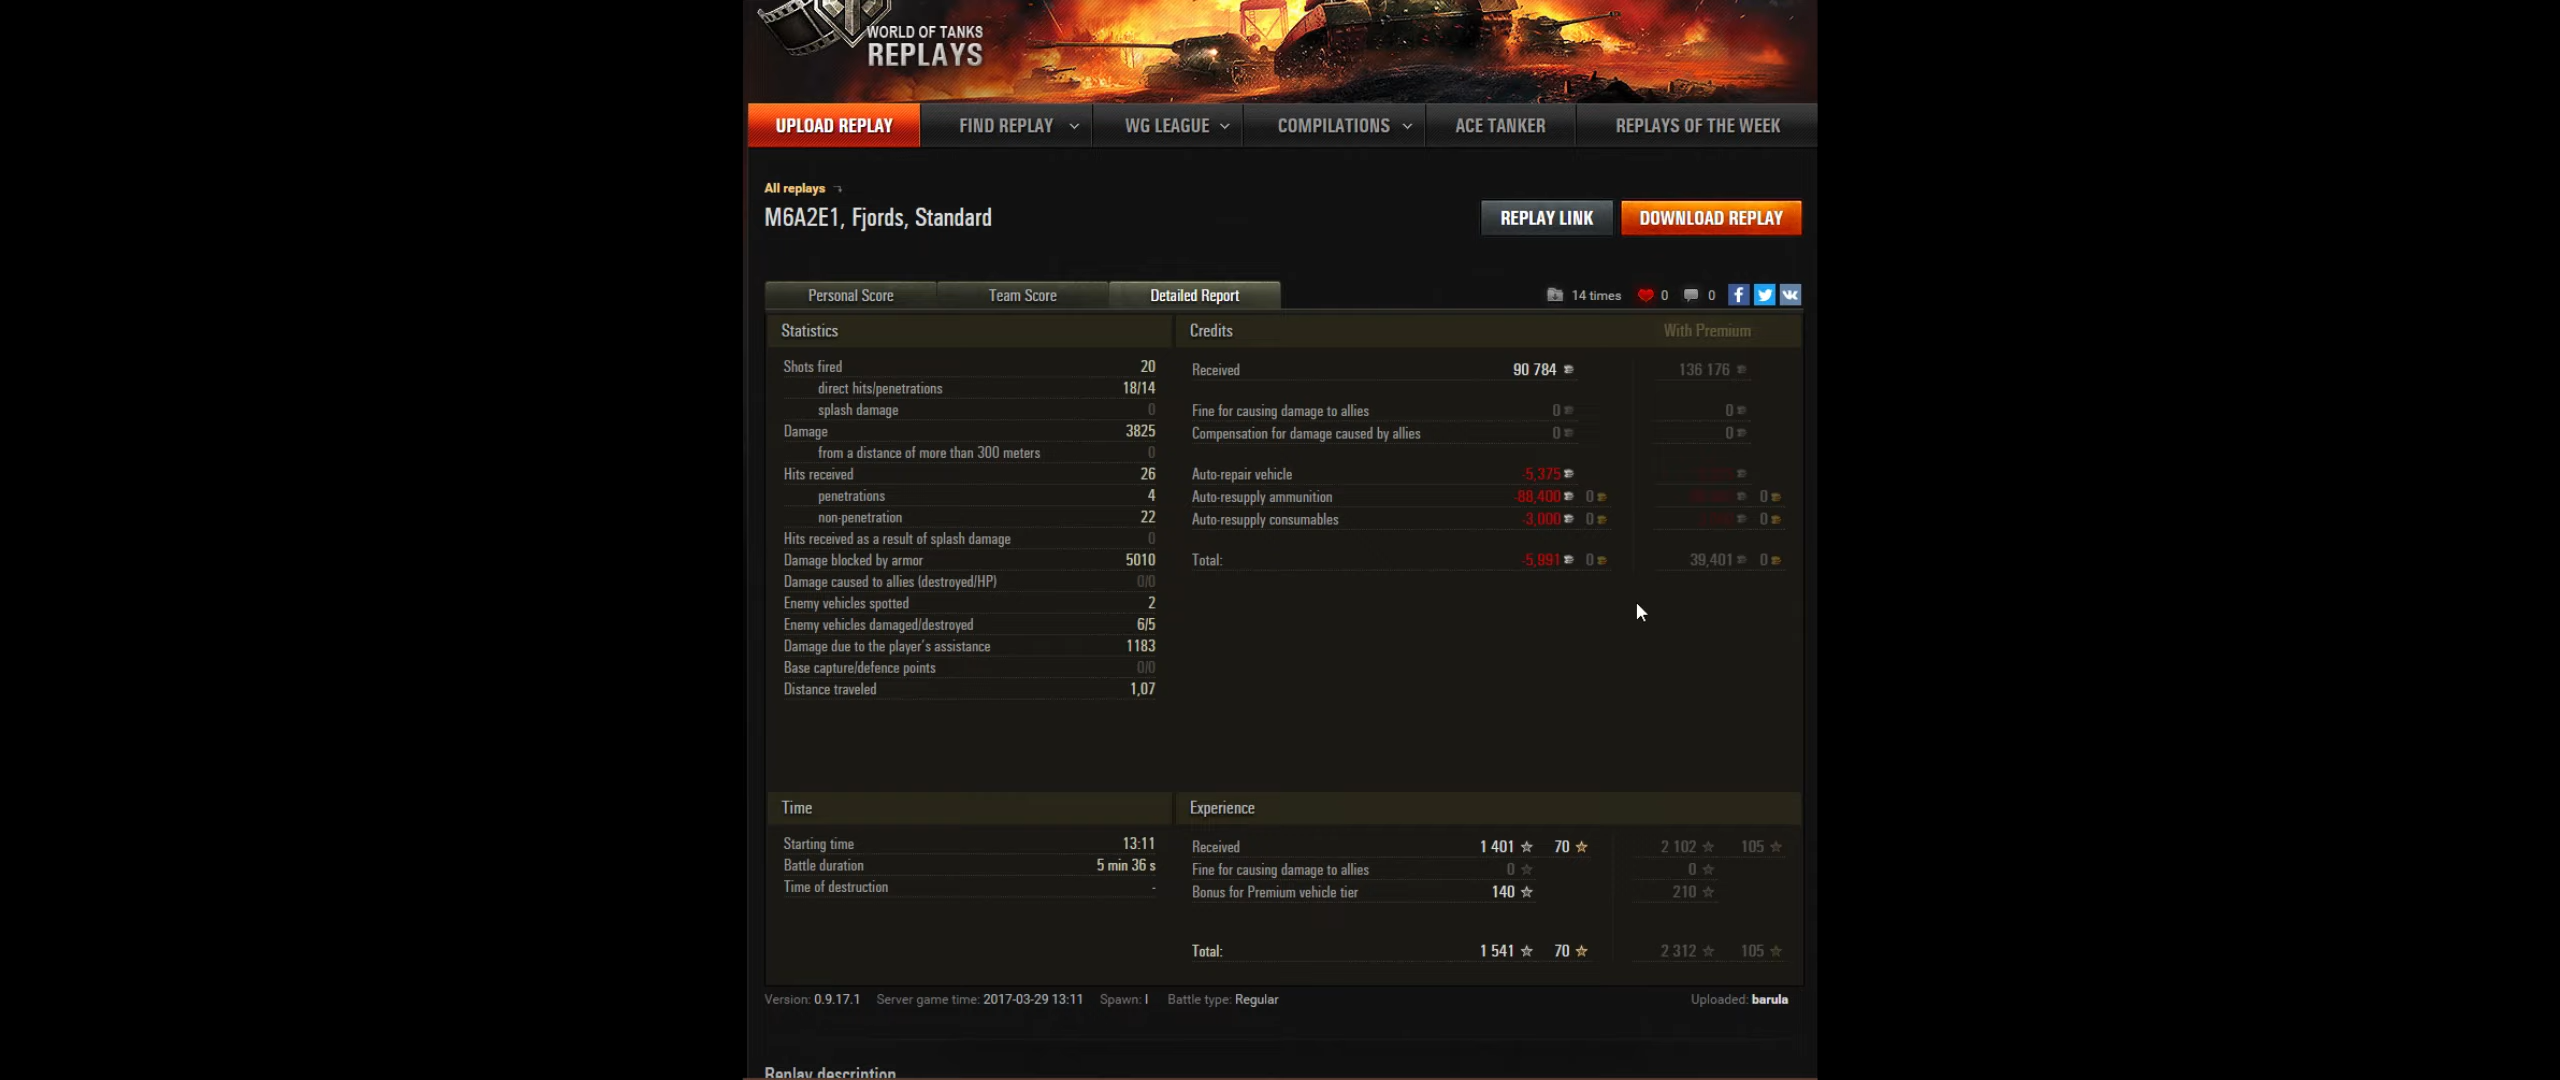 WORLD OF TANKS
REPLAYS
UPLOAD REPLAY FIND REPLAY WG LEAGUE COMPILATIONS ACE TANKER REPLAYS OF THE WEEK
All replays
M6A2E1, Fjords, Standard REPLAY LINK DOWNLOAD REPLAY
Personal Score Team Score Detailed Report 14 times 0 0
Statistics
Shots fired 20
direct hits/penetrations 18/14
splash damage 0
Damage 3825
from a distance of more than 300 meters 0
Hits received 26
penetrations 4
non-penetration 22
Hits received as a result of splash damage 0
Damage blocked by armor 5010
Damage caused to allies (destroyed/HP) 0/0
Enemy vehicles spotted 2
Enemy vehicles damaged/destroyed 6/5
Damage due to the player's assistance 1183
Base capture/defence points 0/0
Distance traveled 1,07
Credits With Premium
Received 90 784 136 176
Fine for causing damage to allies 0 0
Compensation for damage caused by allies 0 0
Auto-repair vehicle -5,375
Auto-resupply ammunition -88,400 0 0
Auto-resupply consumables -3,000 0 0
Total: -5,991 0 39,401 0
Time
Starting time 13:11
Battle duration 5 min 36 s
Time of destruction -
Experience
Received 1 401 70 2 102 105
Fine for causing damage to allies 0 0
Bonus for Premium vehicle tier 140 210
Total: 1 541 70 2 312 105
Version: 0.9.17.1 Server game time: 2017-03-29 13:11 Spawn: I Battle type: Regular Uploaded: barula
Replay description